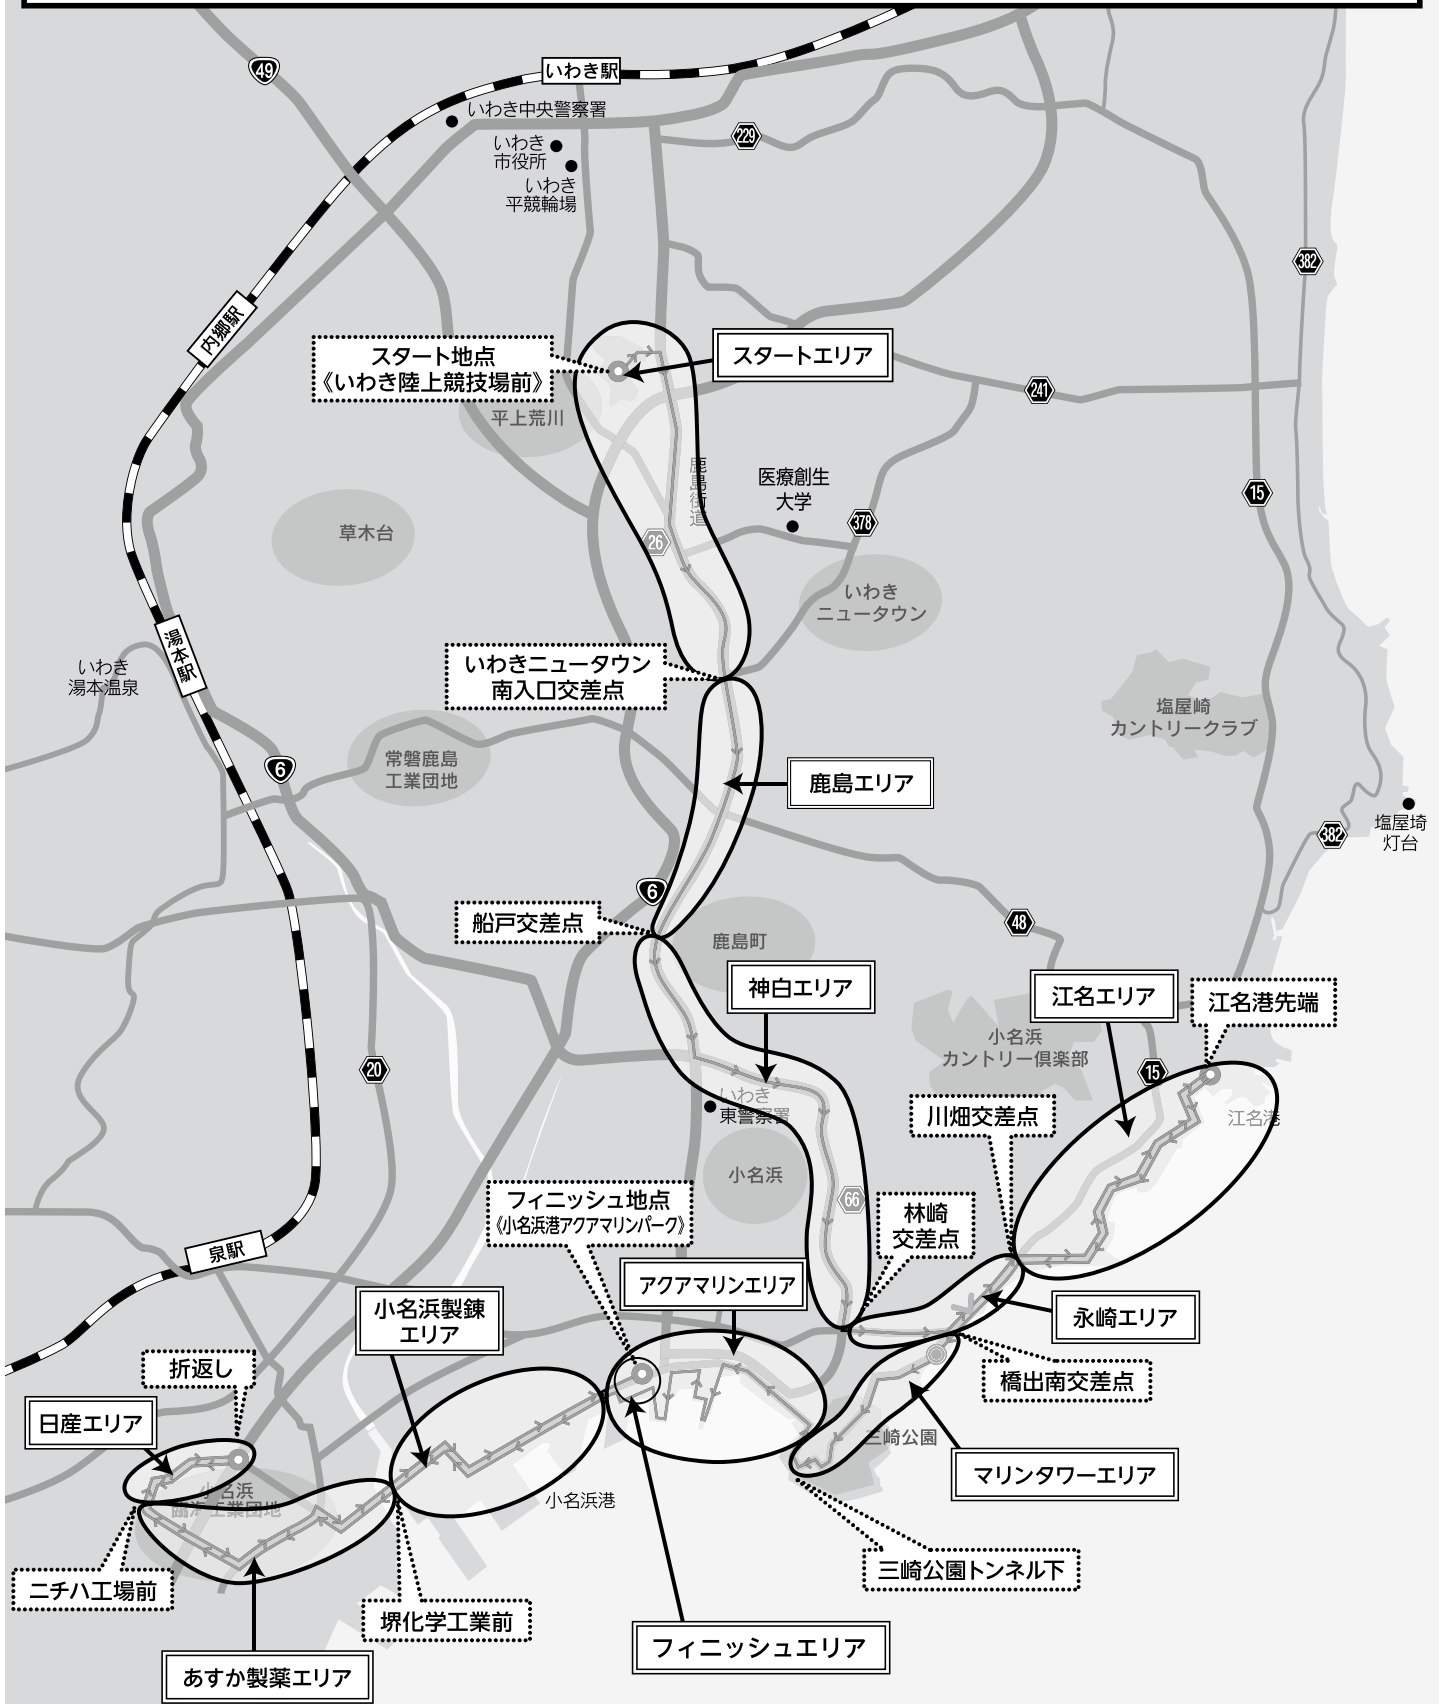 49
いわき駅
いわき中央警察署
いわき
市役所
いわき
平競輪場
229
382
内郷駅
スタート地点
《いわき陸上競技場前》
スタートエリア
平上荒川
241
鹿島街道
医療創生
大学
15
378
草木台
26
いわき
ニュータウン
湯本駅
いわき
湯本温泉
いわきニュータウン
南入口交差点
塩屋崎
カントリークラブ
6
常磐鹿島
工業団地
鹿島エリア
塩屋埼
灯台
382
6
船戸交差点
鹿島町
48
神白エリア
江名エリア
江名港先端
小名浜
カントリー倶楽部
20
15
いわき
東警察署
川畑交差点
江名港
小名浜
フィニッシュ地点
《小名浜港アクアマリンパーク》
66
林崎
交差点
泉駅
アクアマリンエリア
小名浜製錬
エリア
永崎エリア
折返し
橋出南交差点
日産エリア
三崎公園
マリンタワーエリア
小名浜
臨海工業団地
小名浜港
三崎公園トンネル下
ニチハ工場前
堺化学工業前
フィニッシュエリア
あすか製薬エリア